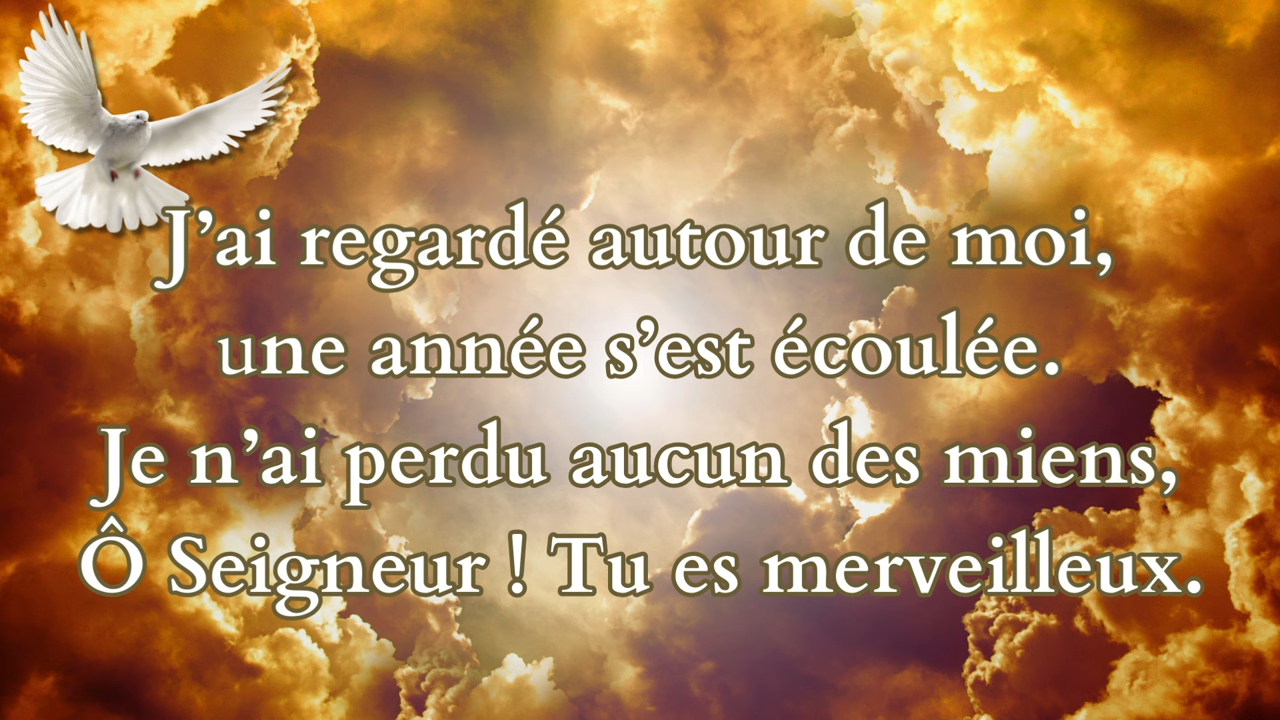 J’ai regardé autour de moi,
une année s’est écoulée.
Je n’ai perdu aucun des miens,
Ô Seigneur ! Tu es merveilleux.